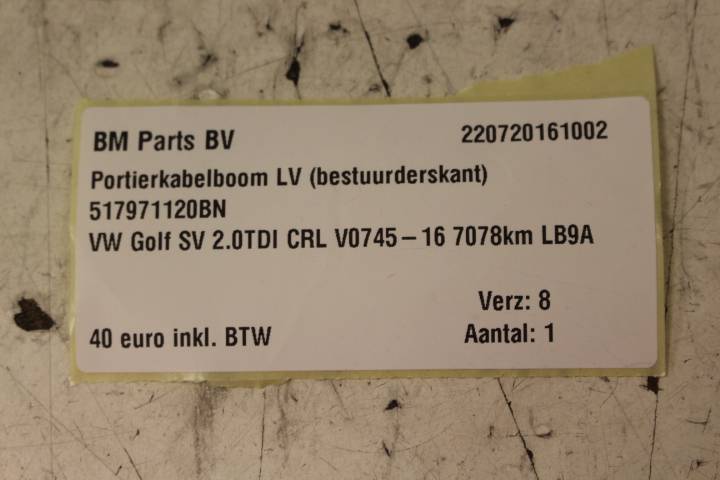 BM Parts BV 220720161002
Portierkabelboom LV (bestuurderskant)
517971120BN
VW Golf SV 2.0TDI CRL V0745-16 7078km LB9A
Verz: 8
40 euro inkl. BTW Aantal: 1